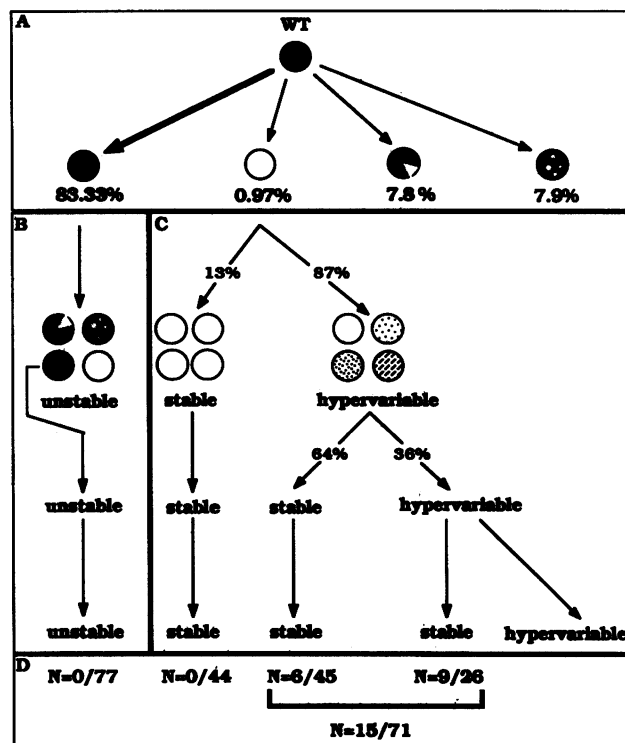 A
WT
83.33% 0.97% 7.8% 7.9%
B C
13% 87%
unstable stable hypervariable
64% 36%
unstable stable stable hypervariable
unstable stable stable stable hypervariable
D N=0/77 N=0/44 N=6/45 N=9/26
N=15/71